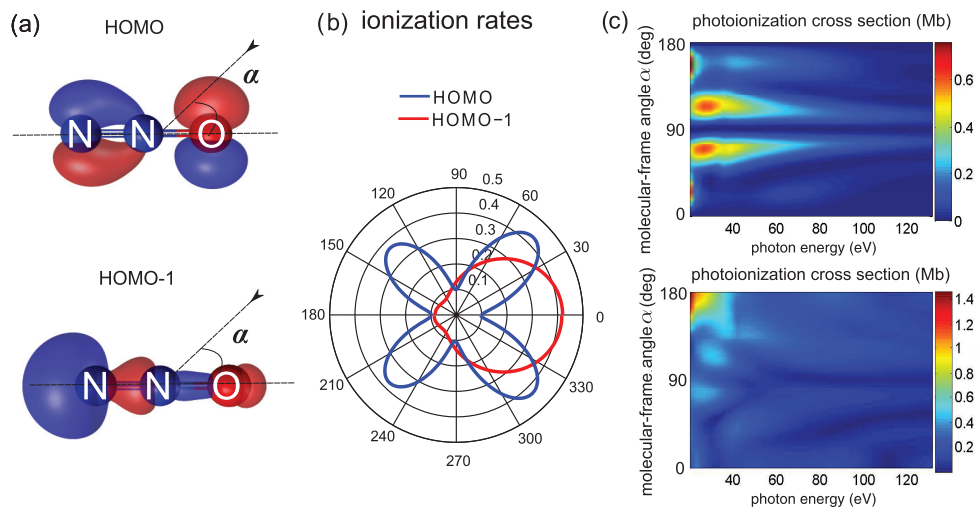 (a)
HOMO
α
N N O
HOMO-1
α
N N O
(b) ionization rates
HOMO
HOMO−1
90
0.5
120
60
0.4
0.3
150
30
0.2
0.1
180
0
210
330
240
300
270
(c)
photoionization cross section (Mb)
molecular-frame angle α (deg)
180
90
0
40 60 80 100 120
photon energy (eV)
0.6
0.4
0.2
0
photoionization cross section (Mb)
molecular-frame angle α (deg)
180
90
0
40 60 80 100 120
photon energy (eV)
1.4
1.2
1
0.8
0.6
0.4
0.2